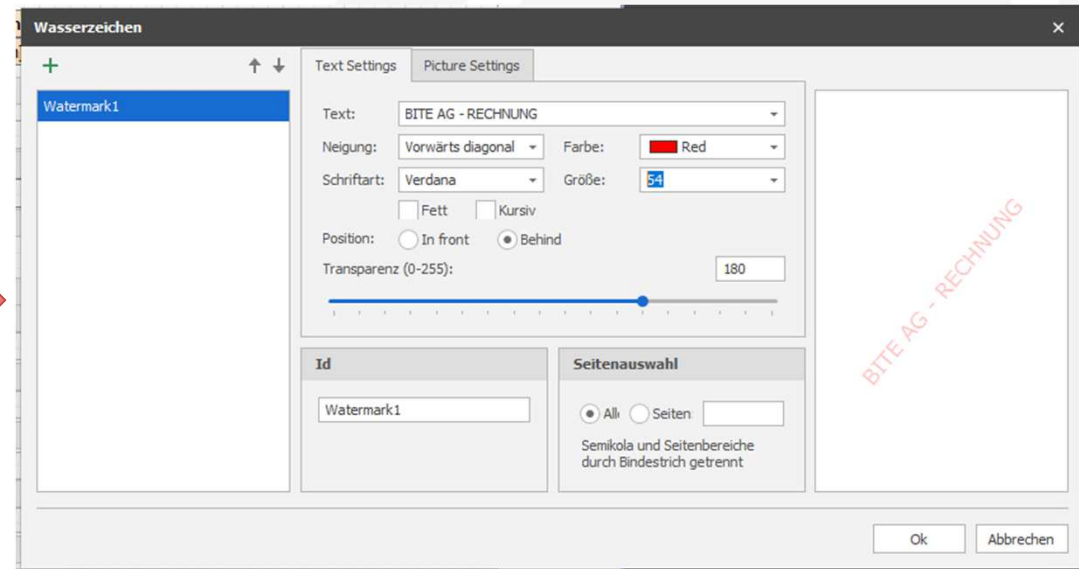 Wasserzeichen
Watermark1
Text Settings
Picture Settings
Text: BITE AG - RECHNUNG
Neigung: Vorwärts diagonal Farbe: Red
Schriftart: Verdana Größe: 54
Fett Kursiv
Position: In front Behind
Transparenz (0-255): 180
Id
Watermark1
Seitenauswahl
All Seiten
Semikola und Seitenbereiche
durch Bindestrich getrennt
BITE AG - RECHNUNG
Ok Abbrechen